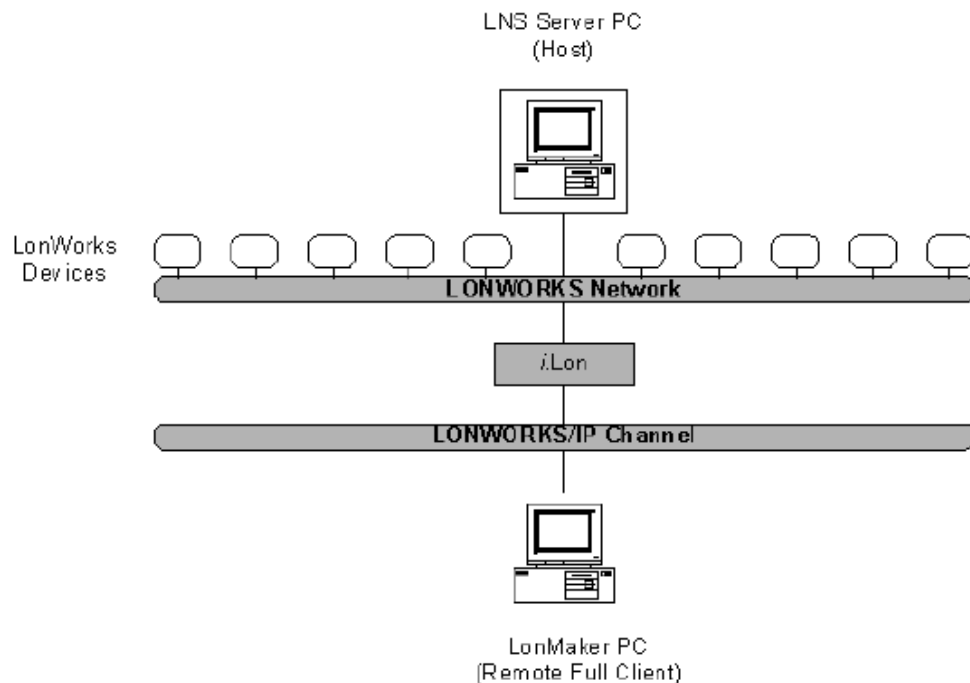 LNS Server PC
(Host)
LonWorks
Devices
LONWORKS Network
i.Lon
LONWORKS/IP Channel
LonMaker PC
(Remote Full Client)